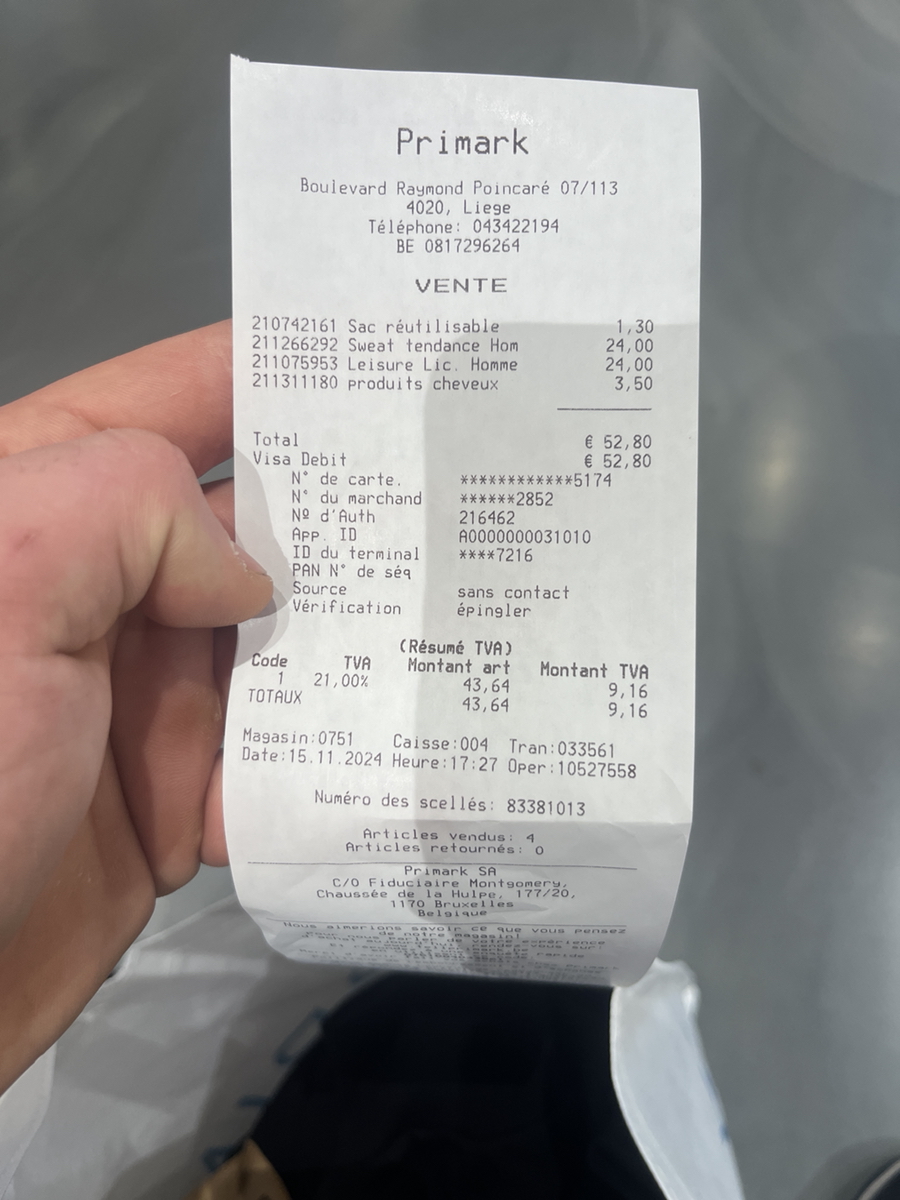 Primark
Boulevard Raymond Poincaré 07/113
4020, Liege
Téléphone: 043422194
BE 0817296264
VENTE
210742161 Sac réutilisable 1,30
211266292 Sweat tendance Hom 24,00
211075953 Leisure Lic. Homme 24,00
211311180 produits cheveux 3,50
Total € 52,80
Visa Debit € 52,80
N° de carte. ************5174
N° du marchand ******2852
Nº d'Auth 216462
App. ID A0000000031010
ID du terminal ****7216
PAN N° de séq
Source sans contact
Vérification épingler
(Résumé TVA)
Code TVA Montant art Montant TVA
1 21,00% 43,64 9,16
TOTAUX 43,64 9,16
Magasin:0751 Caisse:004 Tran:033561
Date:15.11.2024 Heure:17:27 Oper:10527558
Numéro des scellés: 83381013
Articles vendus: 4
Articles retournés: 0
Primark SA
C/O Fiduciaire Montgomery,
Chaussée de la Hulpe, 177/20,
1170 Bruxelles
Belgique
Nous aimerions savoir ce que vous pensez
de notre magasin!
de votre expérience